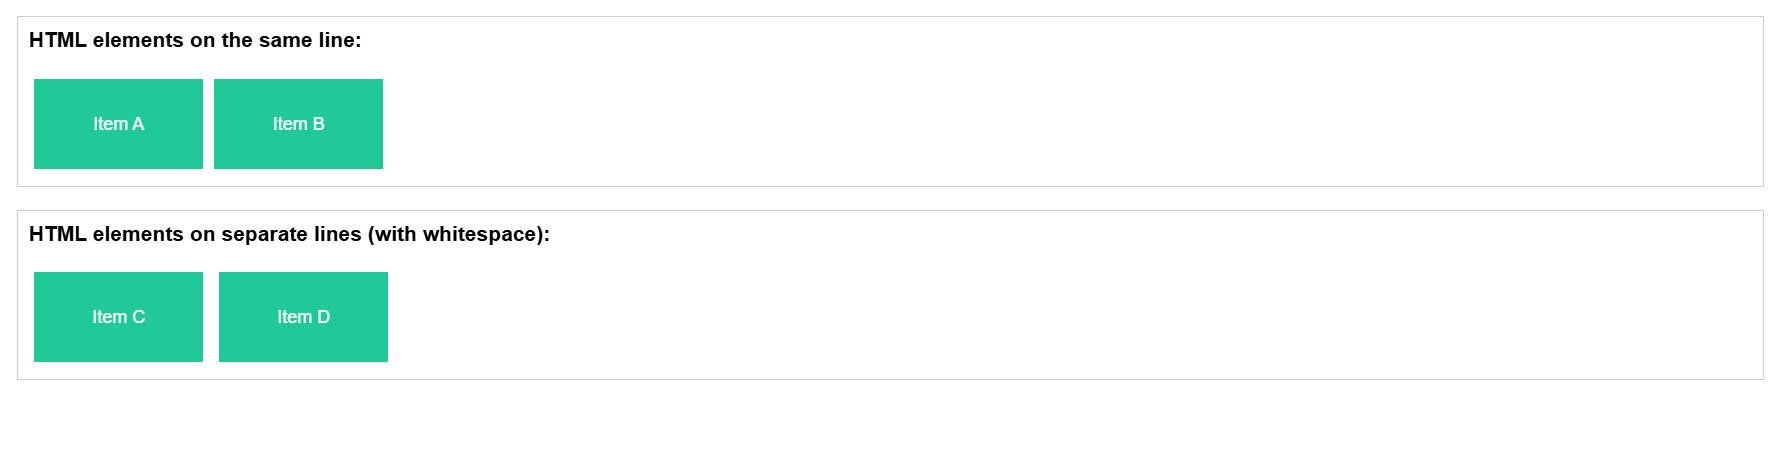 HTML elements on the same line:
Item A Item B
HTML elements on separate lines (with whitespace):
Item C Item D